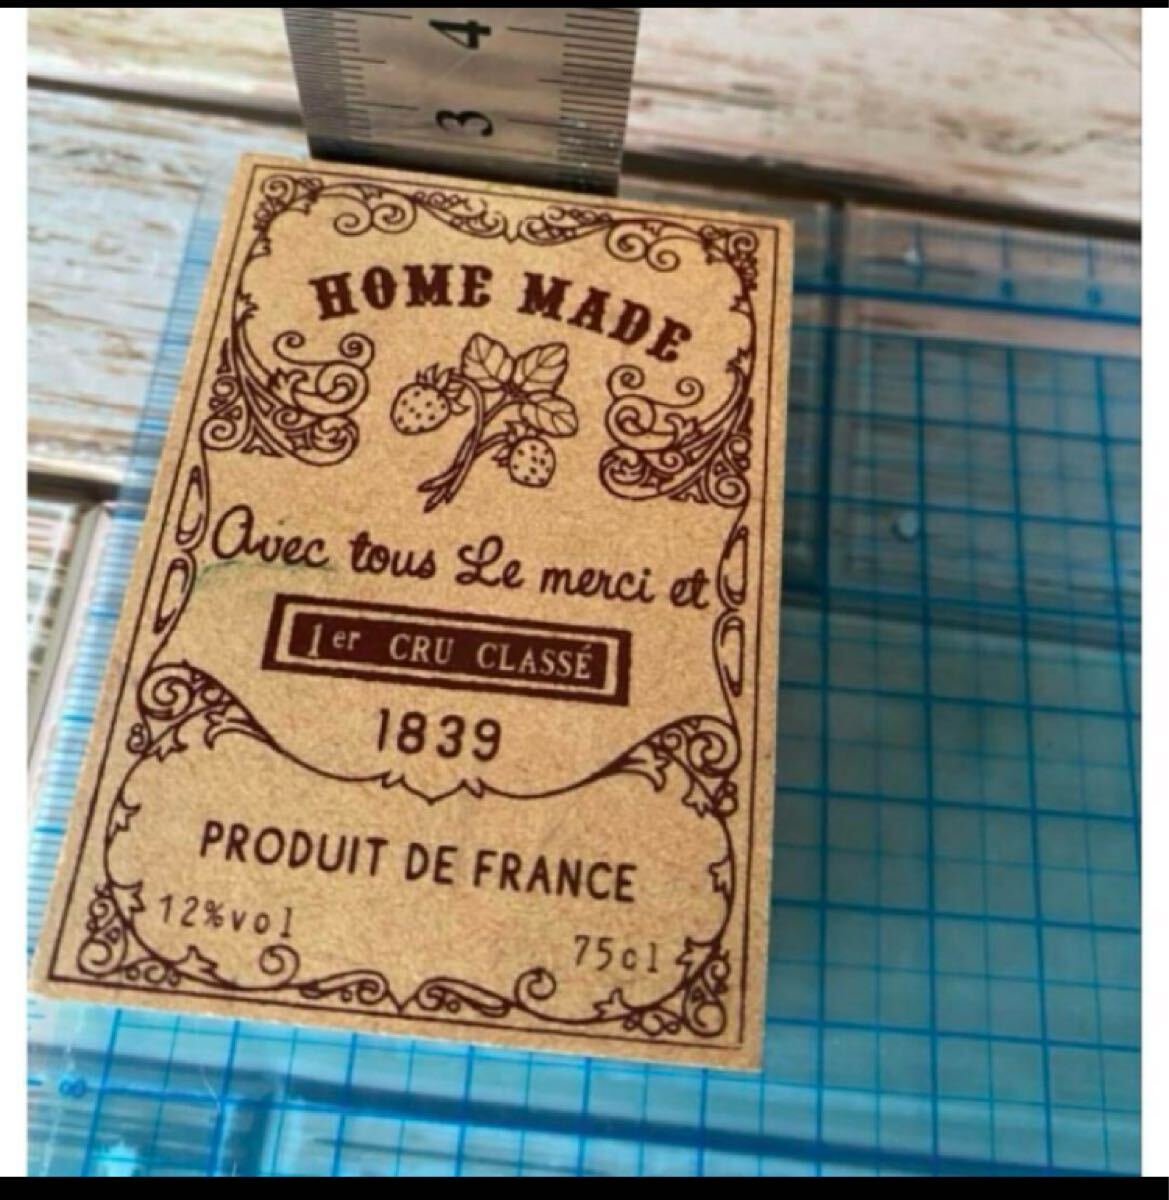 4
3
HOME MADE
Avec tous Le merci et
1er CRU CLASSÉ
1839
PRODUIT DE FRANCE
12%vol
75cl
8